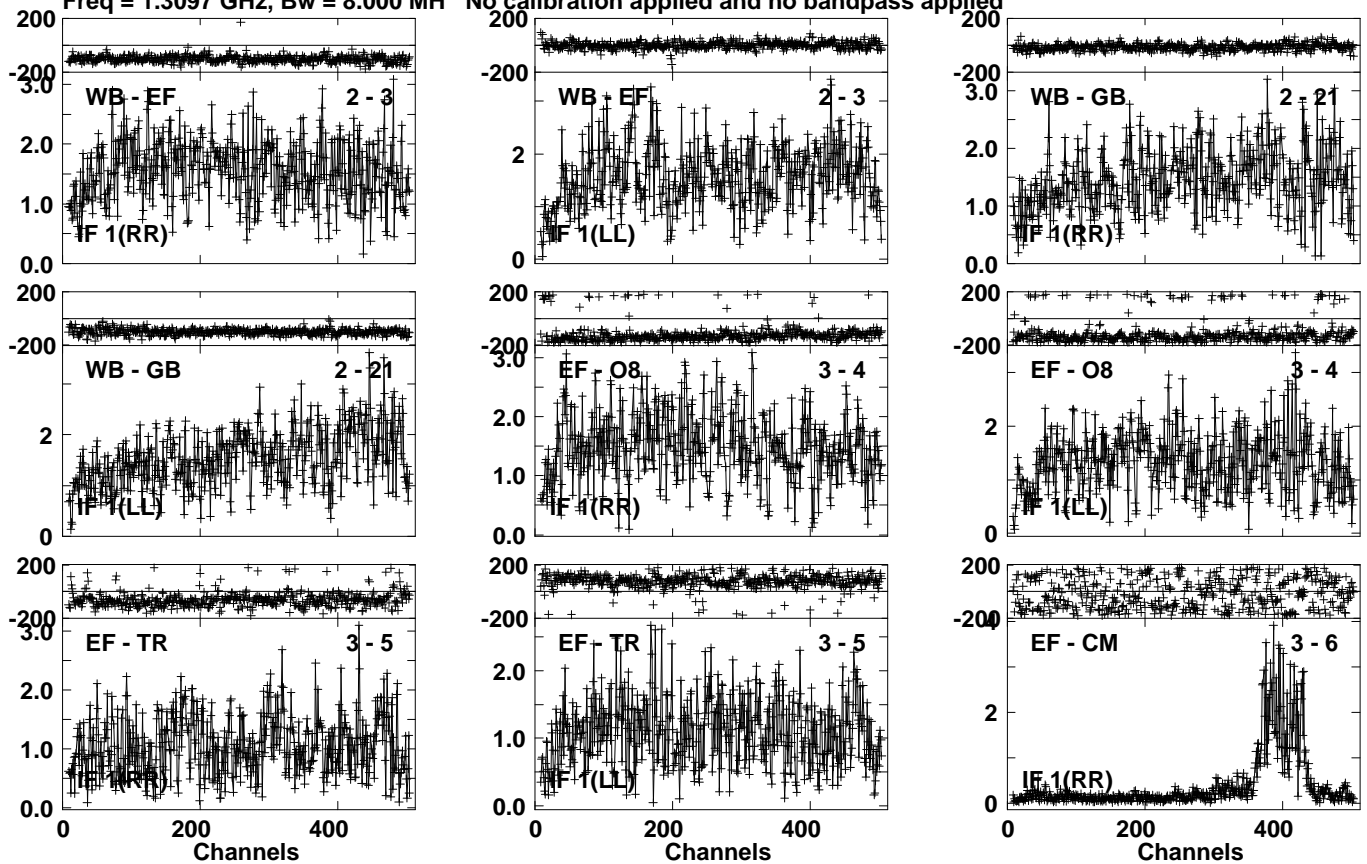 Freq = 1.3097 GHz, Bw = 8.000 MH No calibration applied and no bandpass applied
200
-200
3.0
2.0
1.0
0.0
WB - EF 2 - 3
IF 1(RR)
200
-200
2
0
WB - EF 2 - 3
IF 1(LL)
200
-200
3.0
2.0
1.0
0.0
WB - GB 2 - 21
IF 1(RR)
200
-200
2
0
WB - GB 2 - 21
IF 1(LL)
200
-200
3.0
2.0
1.0
0.0
EF - O8 3 - 4
IF 1(RR)
200
-200
2
0
EF - O8 3 - 4
IF 1(LL)
200
-200
3.0
2.0
1.0
0.0
EF - TR 3 - 5
IF 1(RR)
0 200 400
Channels
200
-200
2.0
1.0
0.0
EF - TR 3 - 5
IF 1(LL)
0 200 400
Channels
200
-200
4
2
0
EF - CM 3 - 6
IF 1(RR)
0 200 400
Channels